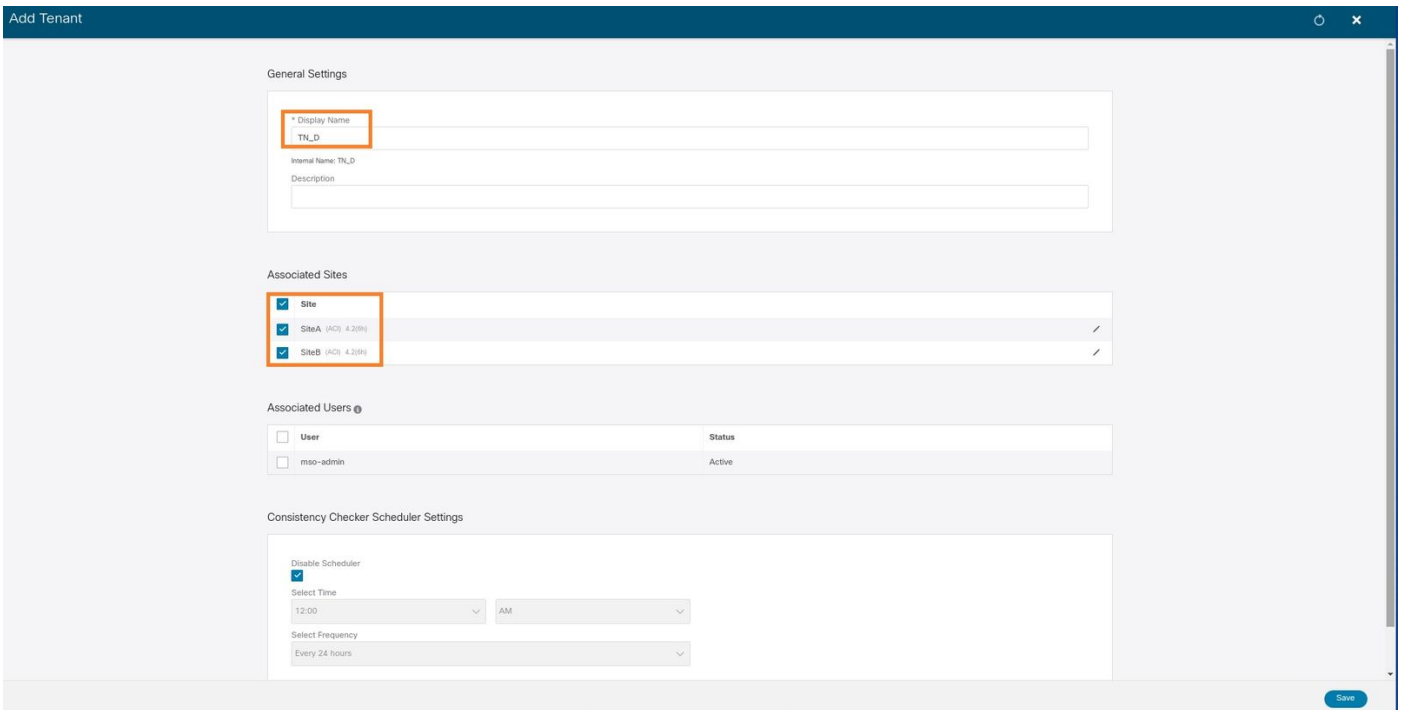 Add Tenant
General Settings
* Display Name
TN_D
Internal Name: TN_D
Description
Associated Sites
Site
SiteA (ACI) 4.2(6h)
SiteB (ACI) 4.2(6h)
Associated Users
User Status
mso-admin Active
Consistency Checker Scheduler Settings
Disable Scheduler
Select Time
12:00 AM
Select Frequency
Every 24 hours
Save